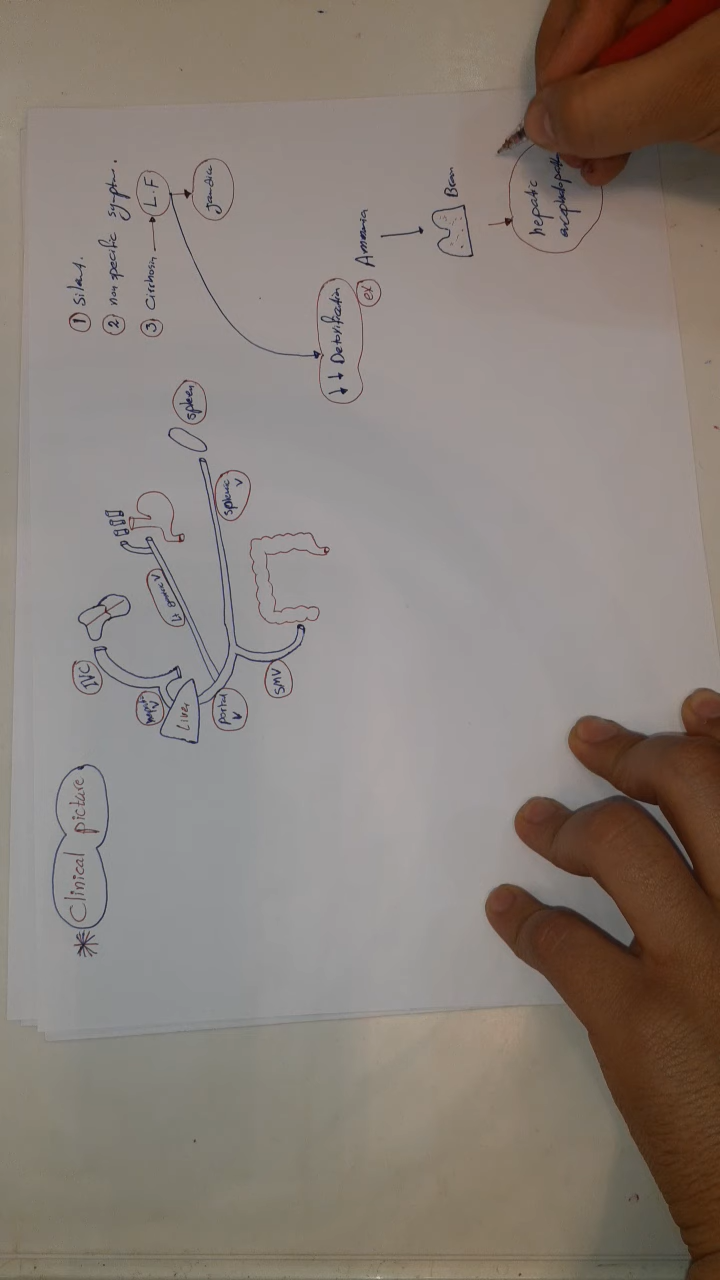 * Clinical picture
IVC
hepatic V
Liver
portal V
SMV
Lt gastric V
splenic V
spleen
① Silent.
② non specific symptm.
③ Cirrhosis → L.F
jaundice
↓↓ Detoxification
ex
Ammonia
Brain
hepatic